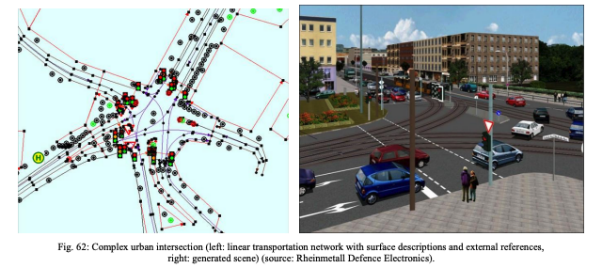 H
Fig. 62: Complex urban intersection (left: linear transportation network with surface descriptions and external references,
right: generated scene) (source: Rheinmetall Defence Electronics).